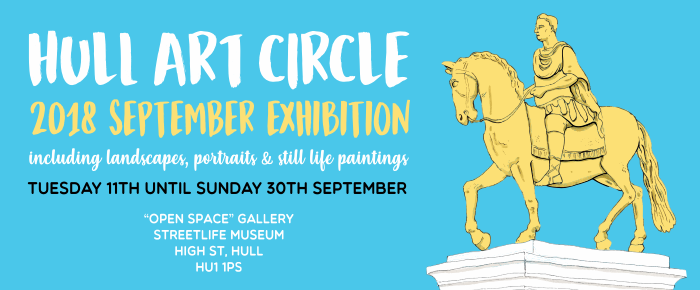 HULL ART CIRCLE
2018 SEPTEMBER EXHIBITION
including landscapes, portraits & still life paintings
TUESDAY 11TH UNTIL SUNDAY 30TH SEPTEMBER
“OPEN SPACE” GALLERY
STREETLIFE MUSEUM
HIGH ST, HULL
HU1 1PS